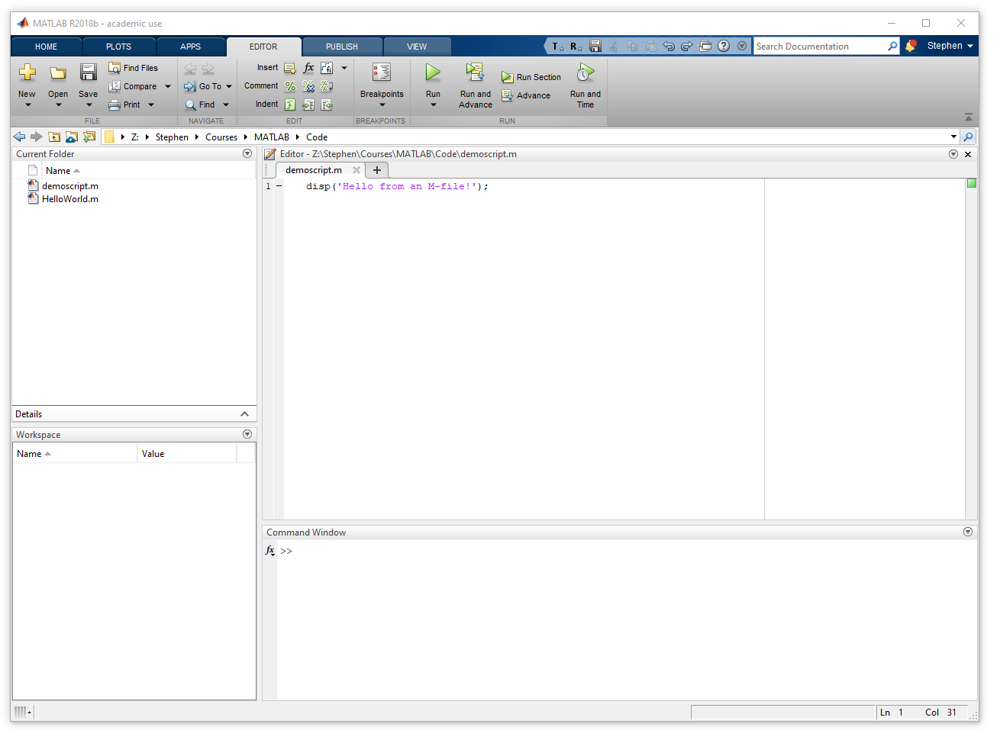 MATLAB R2018b - academic use
HOME PLOTS APPS EDITOR PUBLISH VIEW Search Documentation Stephen
New Open Save Find Files Compare Print
FILE
Go To Find
NAVIGATE
Insert fx
Comment
Indent
EDIT
Breakpoints
BREAKPOINTS
Run Run and Advance Run Section Advance Run and Time
RUN
Z: Stephen Courses MATLAB Code
Current Folder
Name
demoscript.m
HelloWorld.m
Details
Workspace
Name Value
Editor - Z:\Stephen\Courses\MATLAB\Code\demoscript.m
demoscript.m +
1 – disp('Hello from an M-file!');
Command Window
fx >>
Ln 1 Col 31